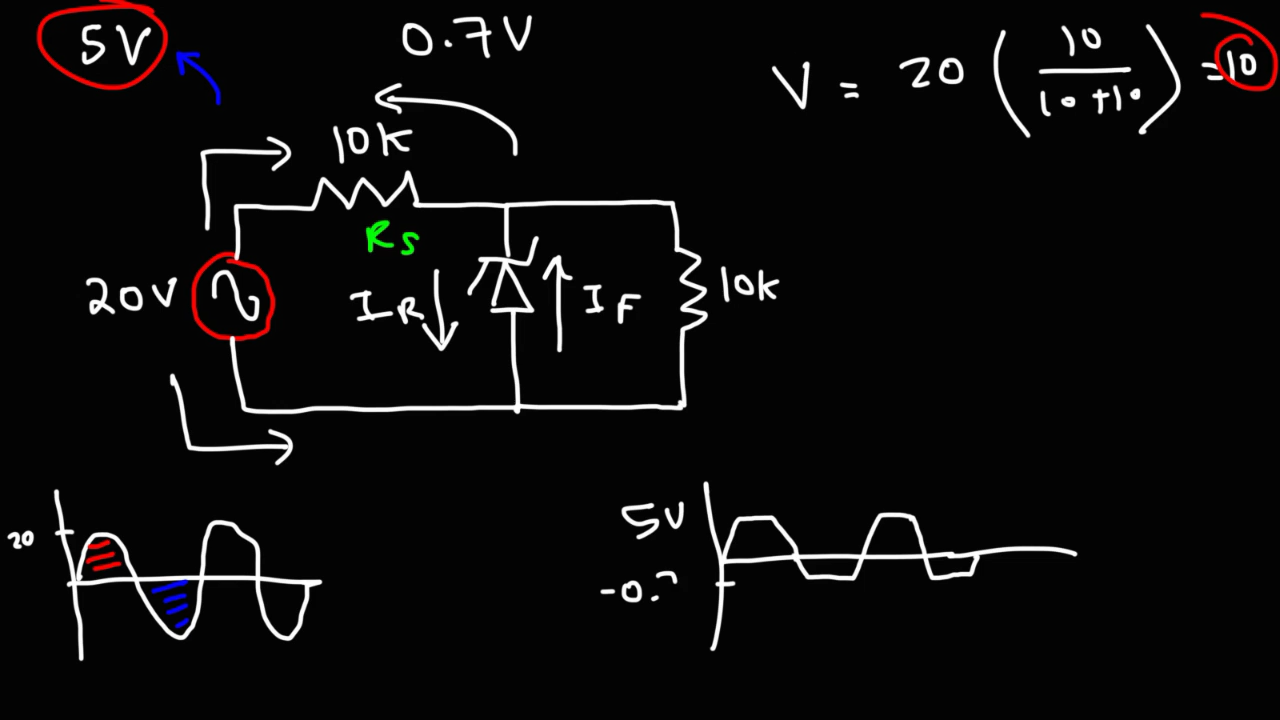 5V
0.7V
V = 20 (10/(10+10)) = 10
10k
Rs
20V
IR
IF
10k
20
5V
-0.7